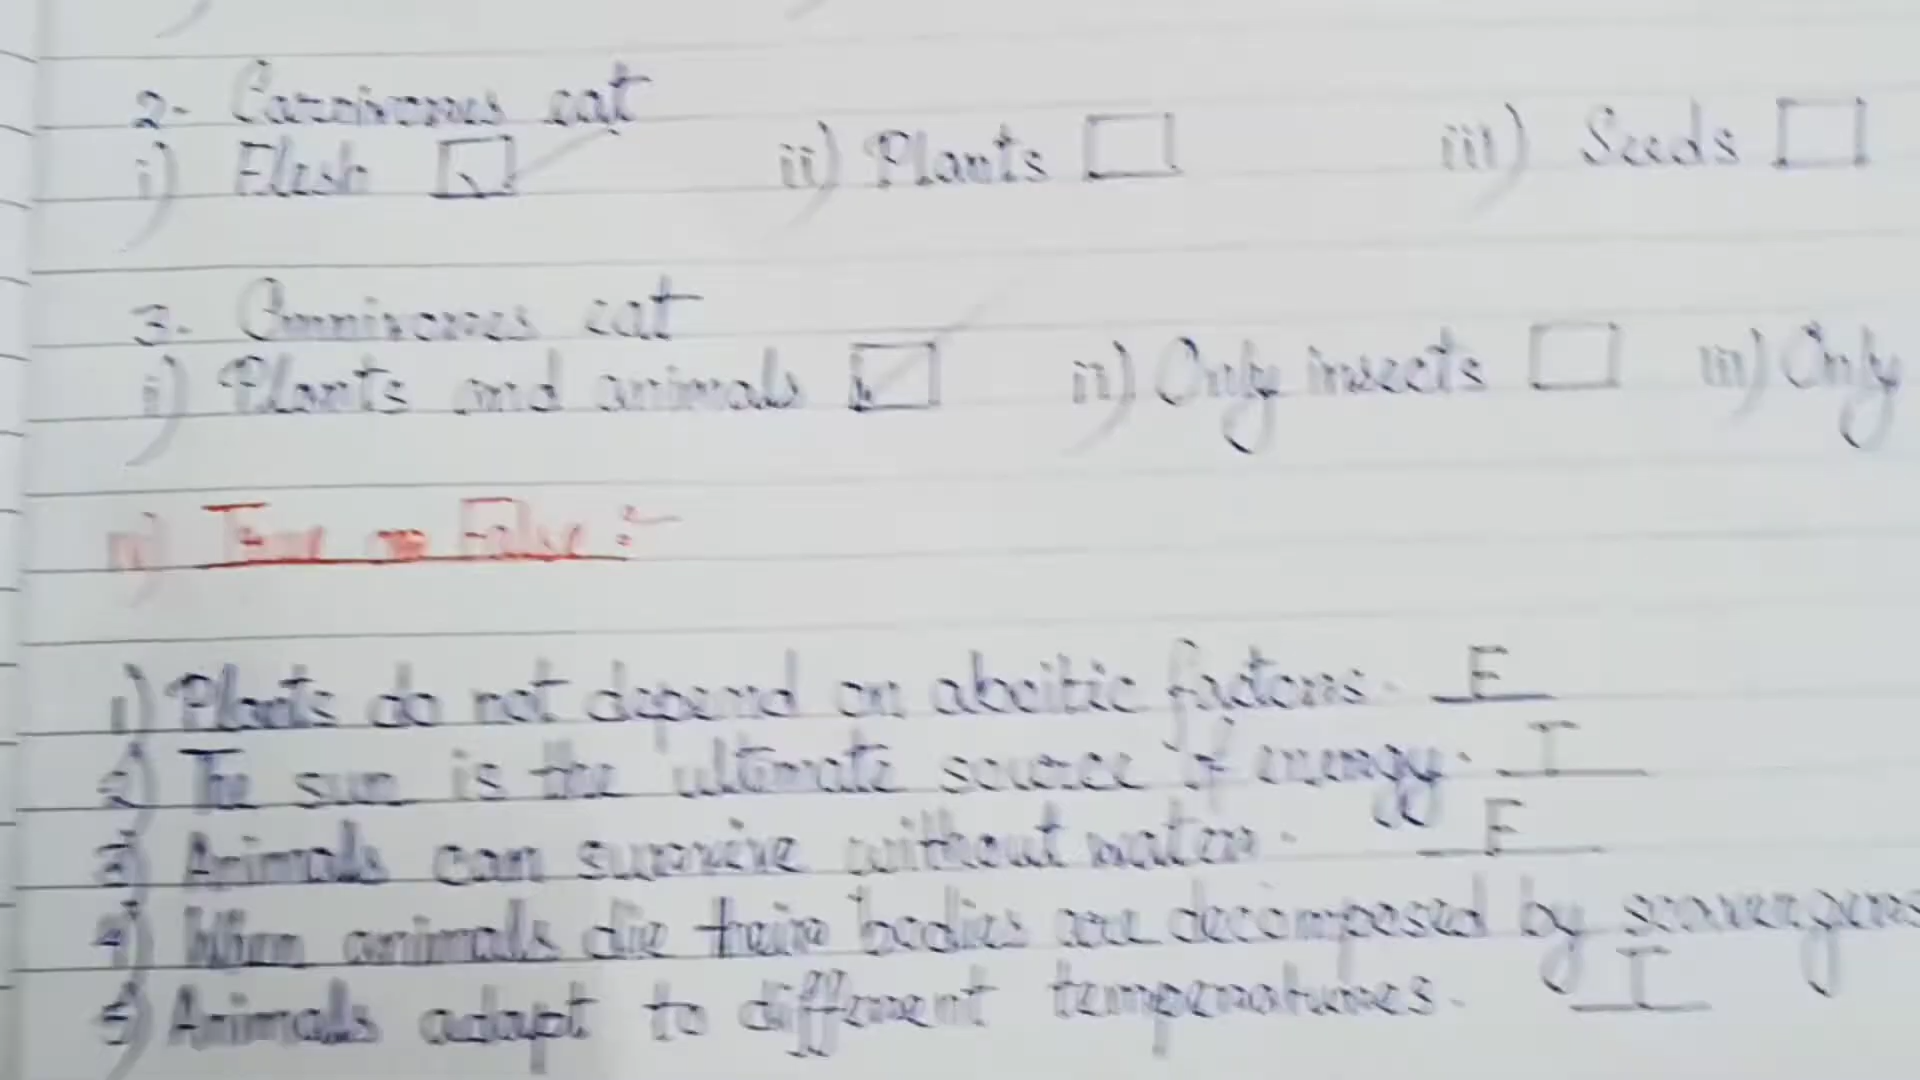 2- Carnivores eat
i) Flesh ii) Plants iii) Seeds
3- Omnivores eat
i) Plants and animals ii) Only insects iii) Only
iv) True or False :-
1) Plants do not depend on aboitic factors. F
2) The sun is the ultimate source of energy. T
3) Animals can survive without water. F
4) When animals die their bodies are decomposed by scavengers
5) Animals adapt to different temperatures. T